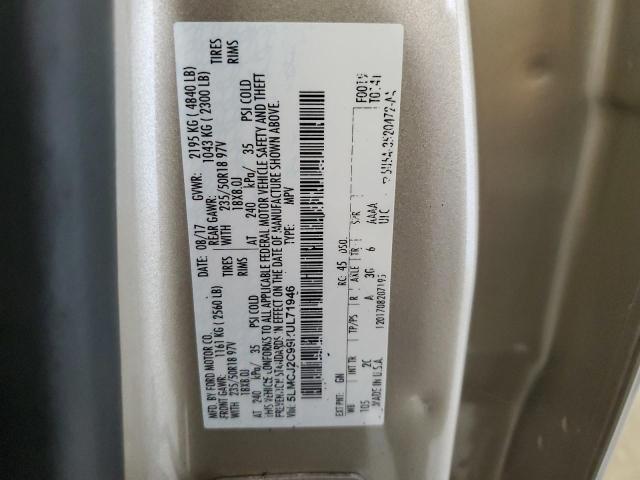 MFD. BY FORD MOTOR CO.
DATE: 08/17 GVWR: 2195 KG ( 4840 LB)
FRONT GAWR: 1161 KG ( 2560 LB) REAR GAWR: 1043 KG ( 2300 LB)
WITH 235/50R18 97V TIRES WITH 235/50R18 97V TIRES
18X8.0J RIMS 18X8.0J RIMS
AT 240 kPa/ 35 PSI COLD AT 240 kPa/ 35 PSI COLD
THIS VEHICLE CONFORMS TO ALL APPLICABLE FEDERAL MOTOR VEHICLE SAFETY AND THEFT
PREVENTION STANDARDS IN EFFECT ON THE DATE OF MANUFACTURE SHOWN ABOVE.
VIN: TYPE: MPV
EXT PNT: GN RC: 45 DSO:
WB INT TR TP/PS R AXLE TR SPR F0019
105 2C A 3G 6 AAAA
UTC
MADE IN U.S.A.